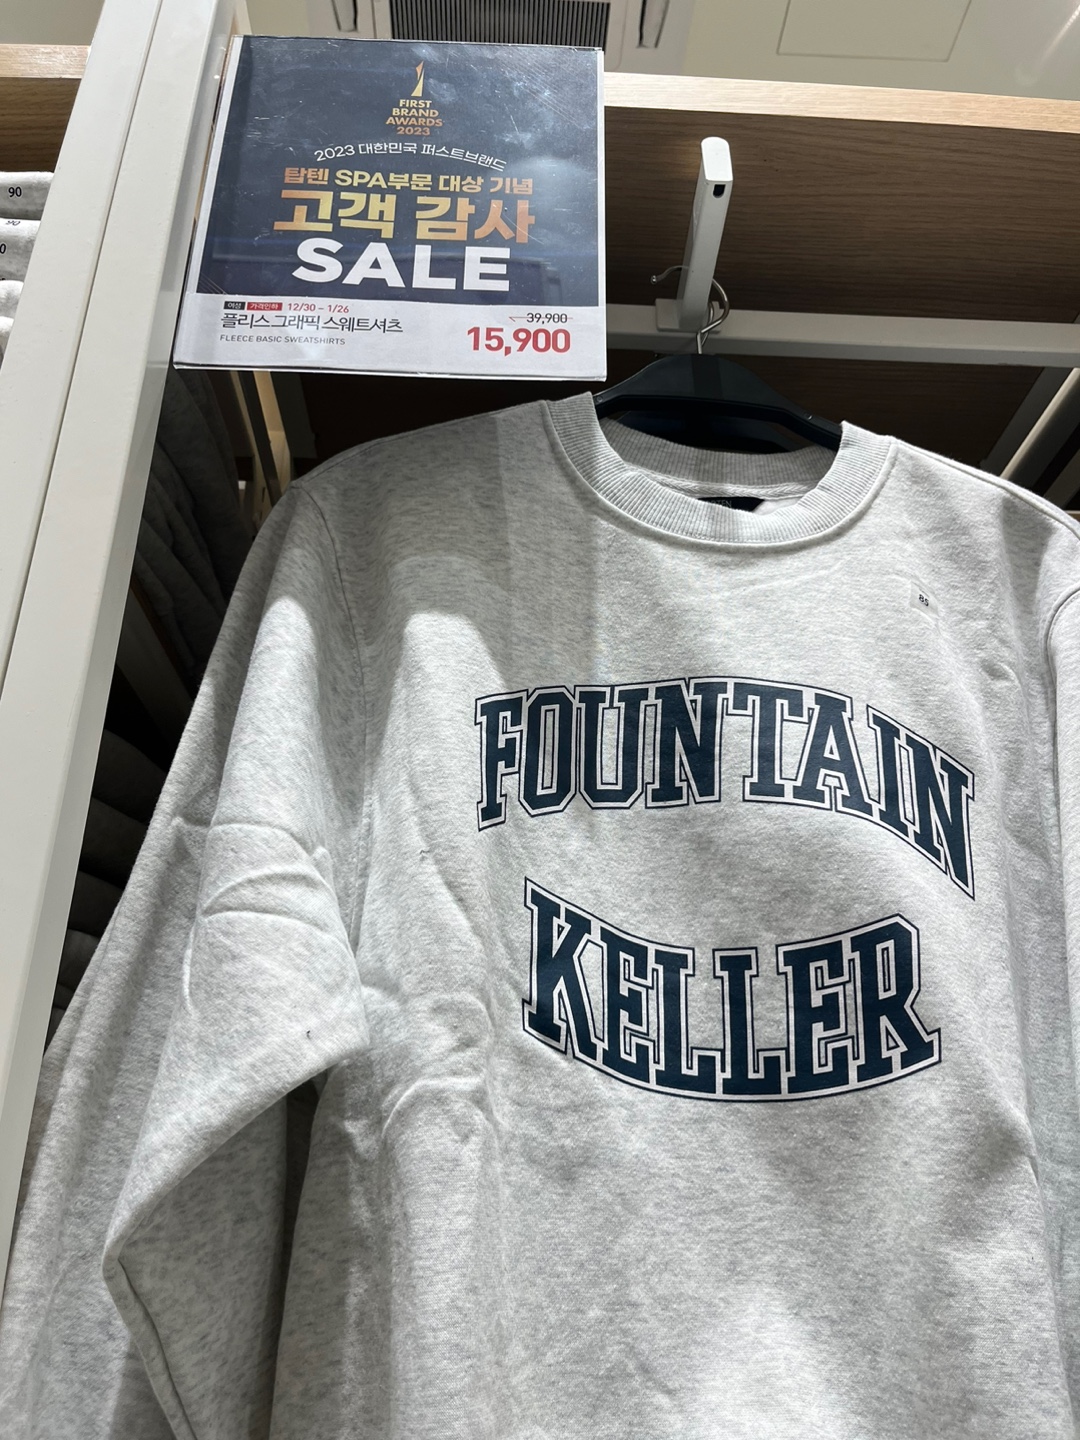 FIRST
BRAND
AWARDS
2023
2023 대한민국 퍼스트브랜드
탑텐 SPA부문 대상 기념
고객 감사
SALE
여성 가격인하 12/30 – 1/26
플리스 그래픽 스웨트셔츠
FLEECE BASIC SWEATSHIRTS
39,900
15,900
90
85
FOUNTAIN
KELLER